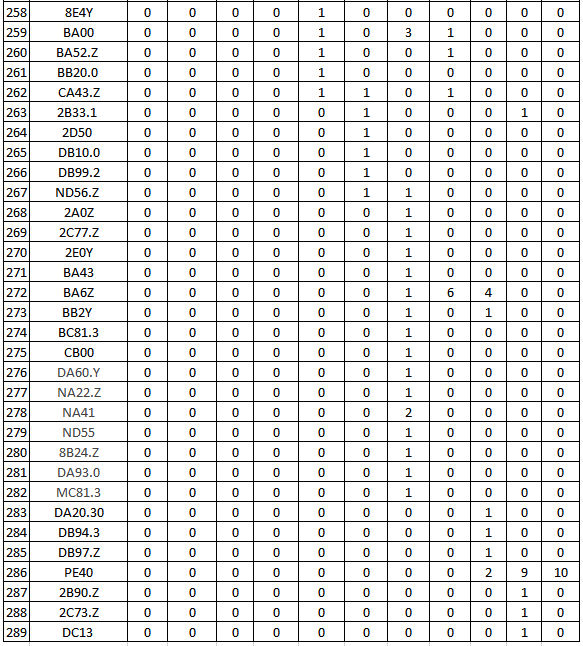 258 8E4Y 0 0 0 0 1 0 0 0 0 0 0
259 BA00 0 0 0 0 1 0 3 1 0 0 0
260 BA52.Z 0 0 0 0 1 0 0 1 0 0 0
261 BB20.0 0 0 0 0 1 0 0 0 0 0 0
262 CA43.Z 0 0 0 0 1 1 0 1 0 0 0
263 2B33.1 0 0 0 0 0 1 0 0 0 1 0
264 2D50 0 0 0 0 0 1 0 0 0 0 0
265 DB10.0 0 0 0 0 0 1 0 0 0 0 0
266 DB99.2 0 0 0 0 0 1 0 0 0 0 0
267 ND56.Z 0 0 0 0 0 1 1 0 0 0 0
268 2A0Z 0 0 0 0 0 0 1 0 0 0 0
269 2C77.Z 0 0 0 0 0 0 1 0 0 0 0
270 2E0Y 0 0 0 0 0 0 1 0 0 0 0
271 BA43 0 0 0 0 0 0 1 0 0 0 0
272 BA6Z 0 0 0 0 0 0 1 6 4 0 0
273 BB2Y 0 0 0 0 0 0 1 0 1 0 0
274 BC81.3 0 0 0 0 0 0 1 0 0 0 0
275 CB00 0 0 0 0 0 0 1 0 0 0 0
276 DA60.Y 0 0 0 0 0 0 1 0 0 0 0
277 NA22.Z 0 0 0 0 0 0 1 0 0 0 0
278 NA41 0 0 0 0 0 0 2 0 0 0 0
279 ND55 0 0 0 0 0 0 1 0 0 0 0
280 8B24.Z 0 0 0 0 0 0 1 0 0 0 0
281 DA93.0 0 0 0 0 0 0 1 0 0 0 0
282 MC81.3 0 0 0 0 0 0 1 0 0 0 0
283 DA20.30 0 0 0 0 0 0 0 0 1 0 0
284 DB94.3 0 0 0 0 0 0 0 0 1 0 0
285 DB97.Z 0 0 0 0 0 0 0 0 1 0 0
286 PE40 0 0 0 0 0 0 0 0 2 9 10
287 2B90.Z 0 0 0 0 0 0 0 0 0 1 0
288 2C73.Z 0 0 0 0 0 0 0 0 0 1 0
289 DC13 0 0 0 0 0 0 0 0 0 1 0